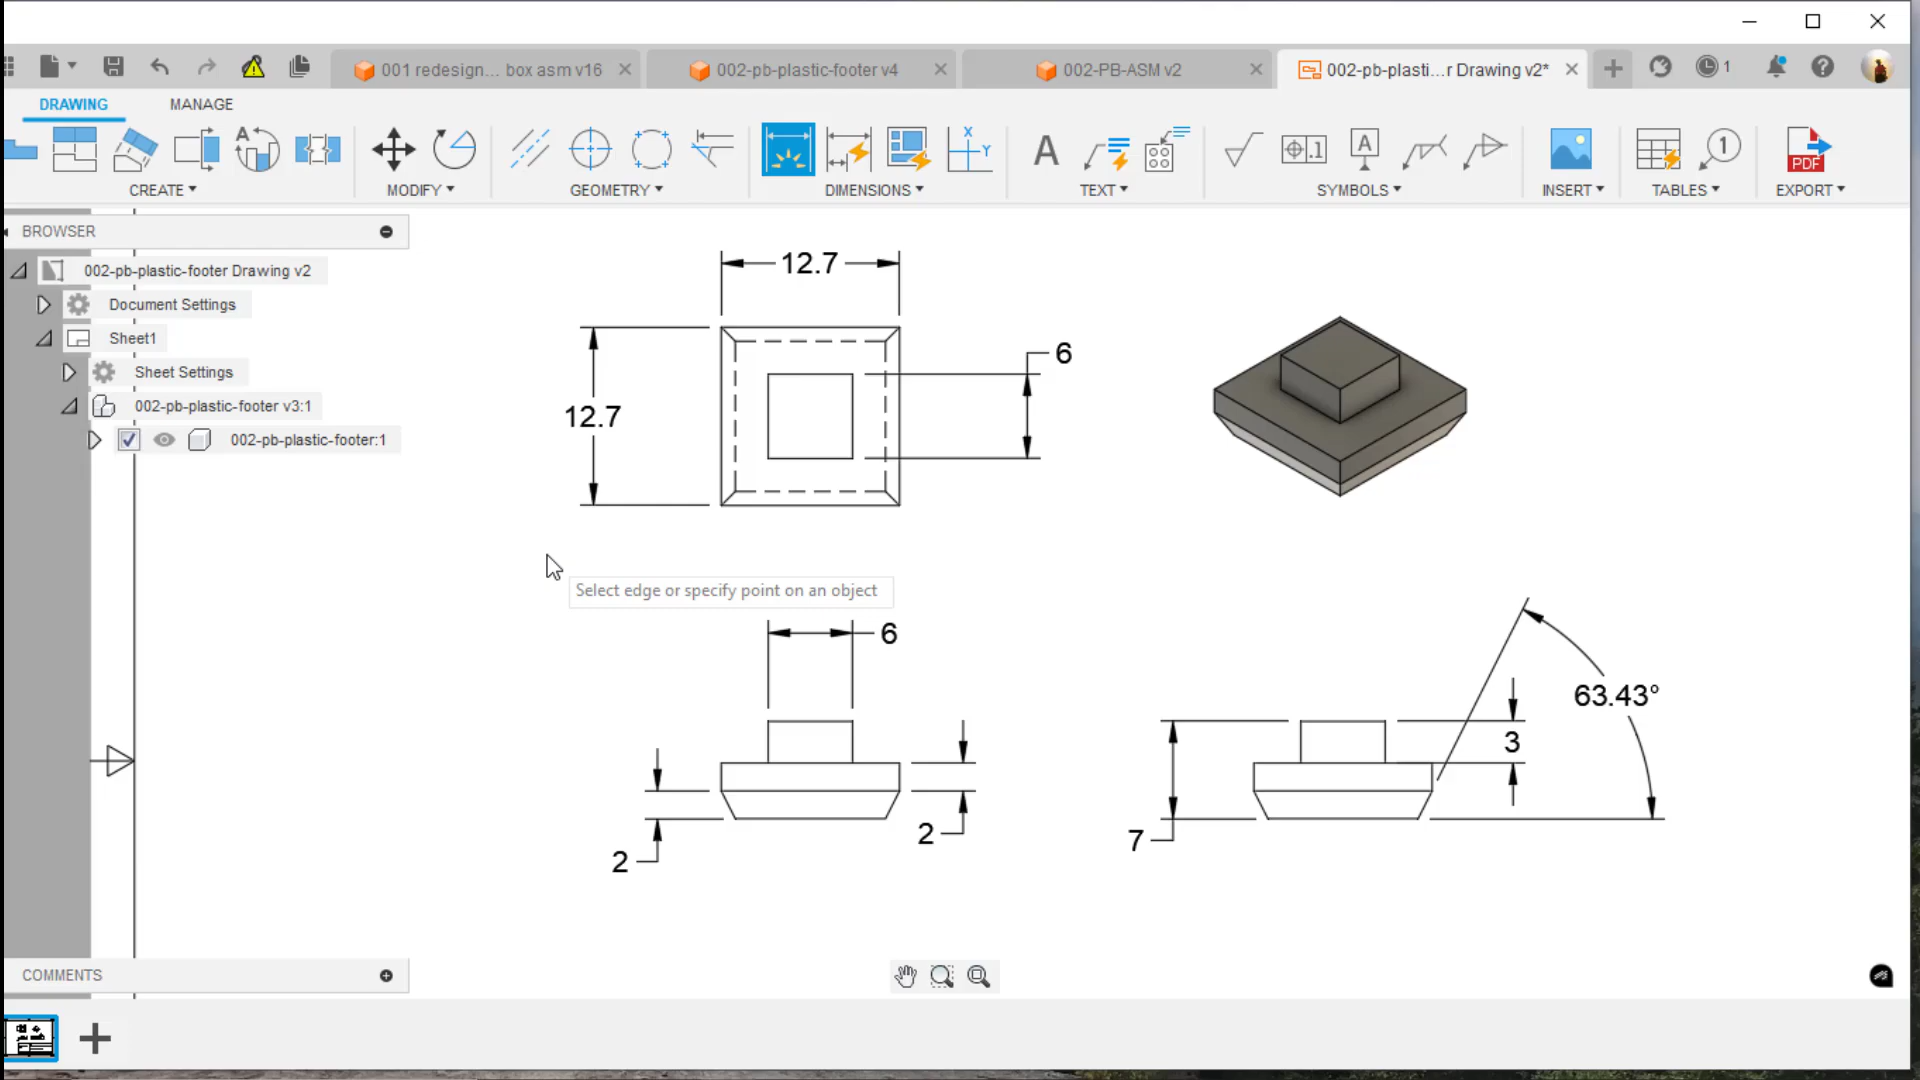 001 redesign... box asm v16
002-pb-plastic-footer v4
002-PB-ASM v2
002-pb-plasti...r Drawing v2*
1
DRAWING
MANAGE
A
X
Y
A
.1
A
1
PDF
CREATE
MODIFY
GEOMETRY
DIMENSIONS
TEXT
SYMBOLS
INSERT
TABLES
EXPORT
BROWSER
002-pb-plastic-footer Drawing v2
Document Settings
Sheet1
Sheet Settings
002-pb-plastic-footer v3:1
002-pb-plastic-footer:1
12.7
6
12.7
Select edge or specify point on an object
6
63.43°
3
2
7
2
COMMENTS